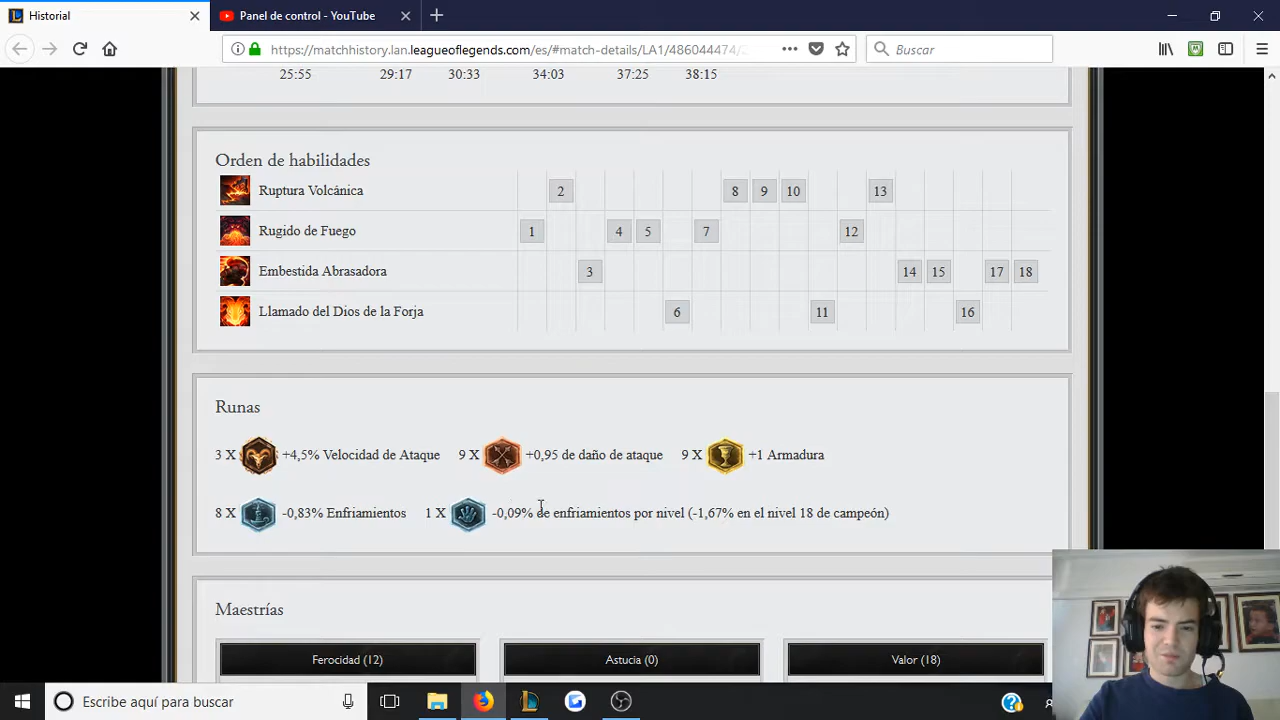 Historial
Panel de control - YouTube
https://matchhistory.lan.leagueoflegends.com/es/#match-details/LA1/486044474/
Buscar
25:55 29:17 30:33 34:03 37:25 38:15
Orden de habilidades
Ruptura Volcánica 2 8 9 10 13
Rugido de Fuego 1 4 5 7 12
Embestida Abrasadora 3 14 15 17 18
Llamado del Dios de la Forja 6 11 16
Runas
3 X +4,5% Velocidad de Ataque 9 X +0,95 de daño de ataque 9 X +1 Armadura
8 X -0,83% Enfriamientos 1 X -0,09% de enfriamientos por nivel (-1,67% en el nivel 18 de campeón)
Maestrías
Ferocidad (12) Astucia (0) Valor (18)
Escribe aquí para buscar